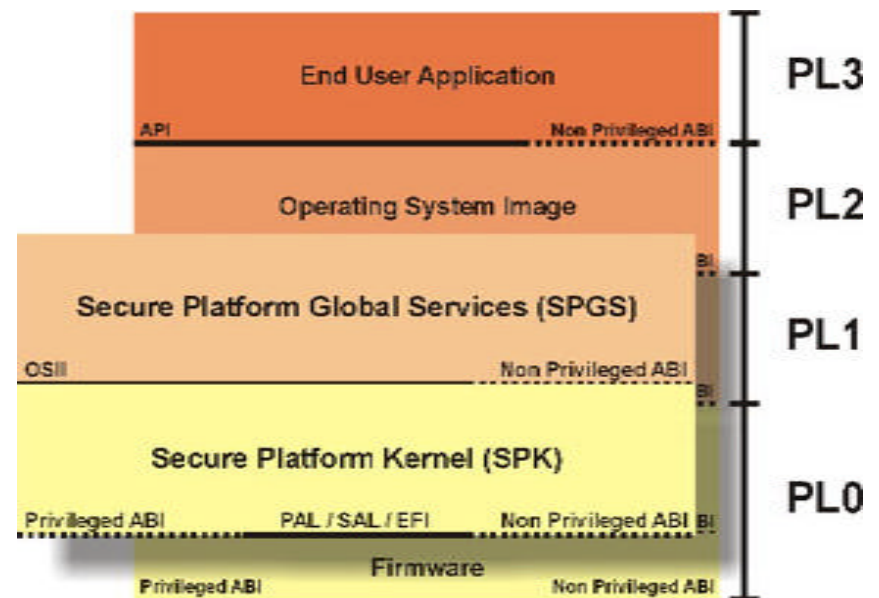 End User Application
PL3
API Non Privileged ABI
Operating System Image
PL2
BI
Secure Platform Global Services (SPGS)
PL1
OSII Non Privileged ABI
BI
Secure Platform Kernel (SPK)
PL0
Privileged ABI PAL / SAL / EFI Non Privileged ABI BI
Firmware
Privileged ABI Non Privileged ABI